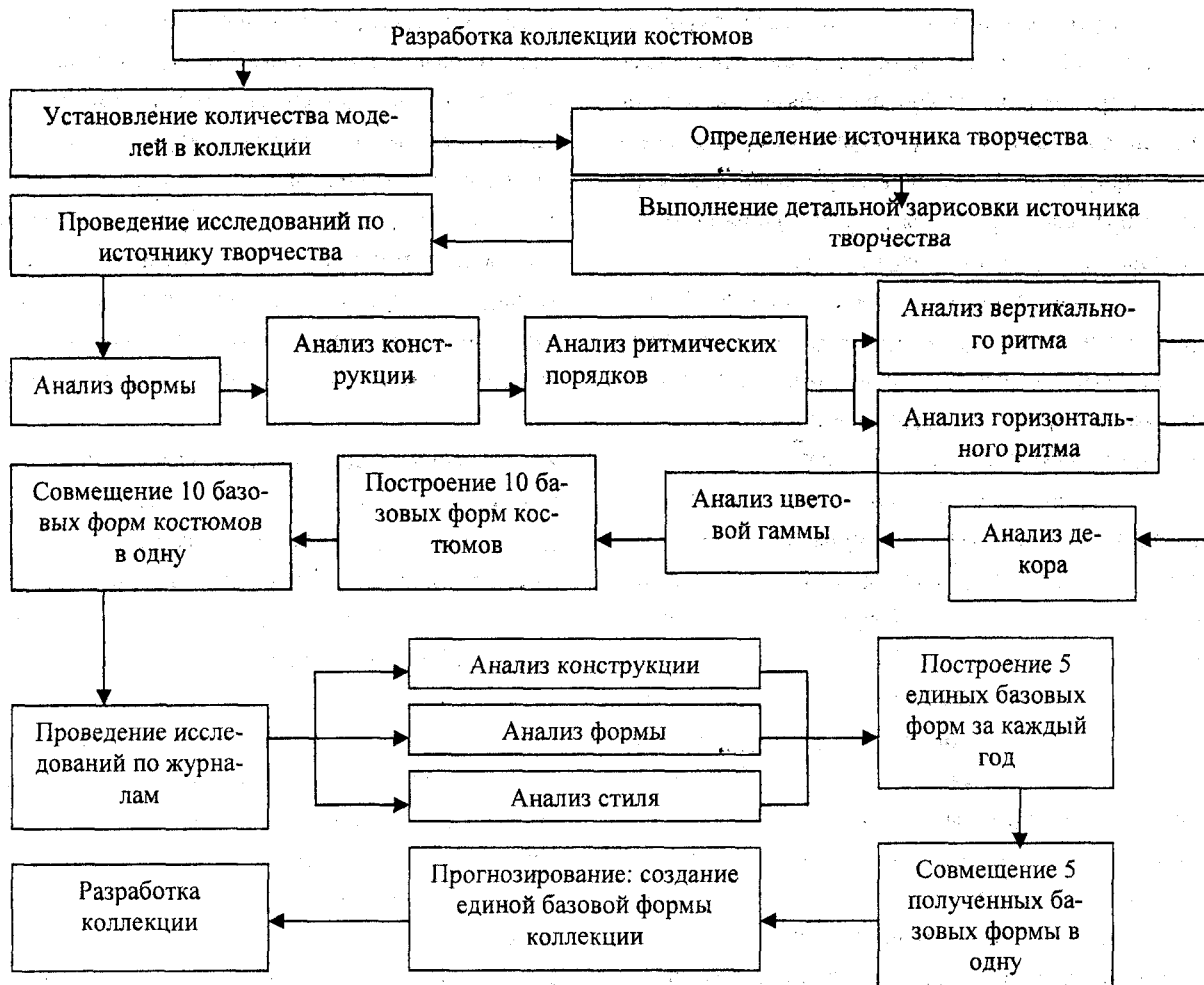 Разработка коллекции костюмов
Установление количества моде-
лей в коллекции
Определение источника творчества
Проведение исследований по
источнику творчества
Выполнение детальной зарисовки источника
творчества
Анализ формы
Анализ конст-
рукции
Анализ ритмических
порядков
Анализ вертикально-
го ритма
Анализ горизонталь-
ного ритма
Совмещение 10 базо-
вых форм костюмов
в одну
Построение 10 ба-
зовых форм кос-
тюмов
Анализ цвето-
вой гаммы
Анализ де-
кора
Проведение иссле-
дований по журна-
лам
Анализ конструкции
Анализ формы
Анализ стиля
Построение 5
единых базовых
форм за каждый
год
Разработка
коллекции
Прогнозирование: создание
единой базовой формы
коллекции
Совмещение 5
полученных ба-
зовых формы в
одну